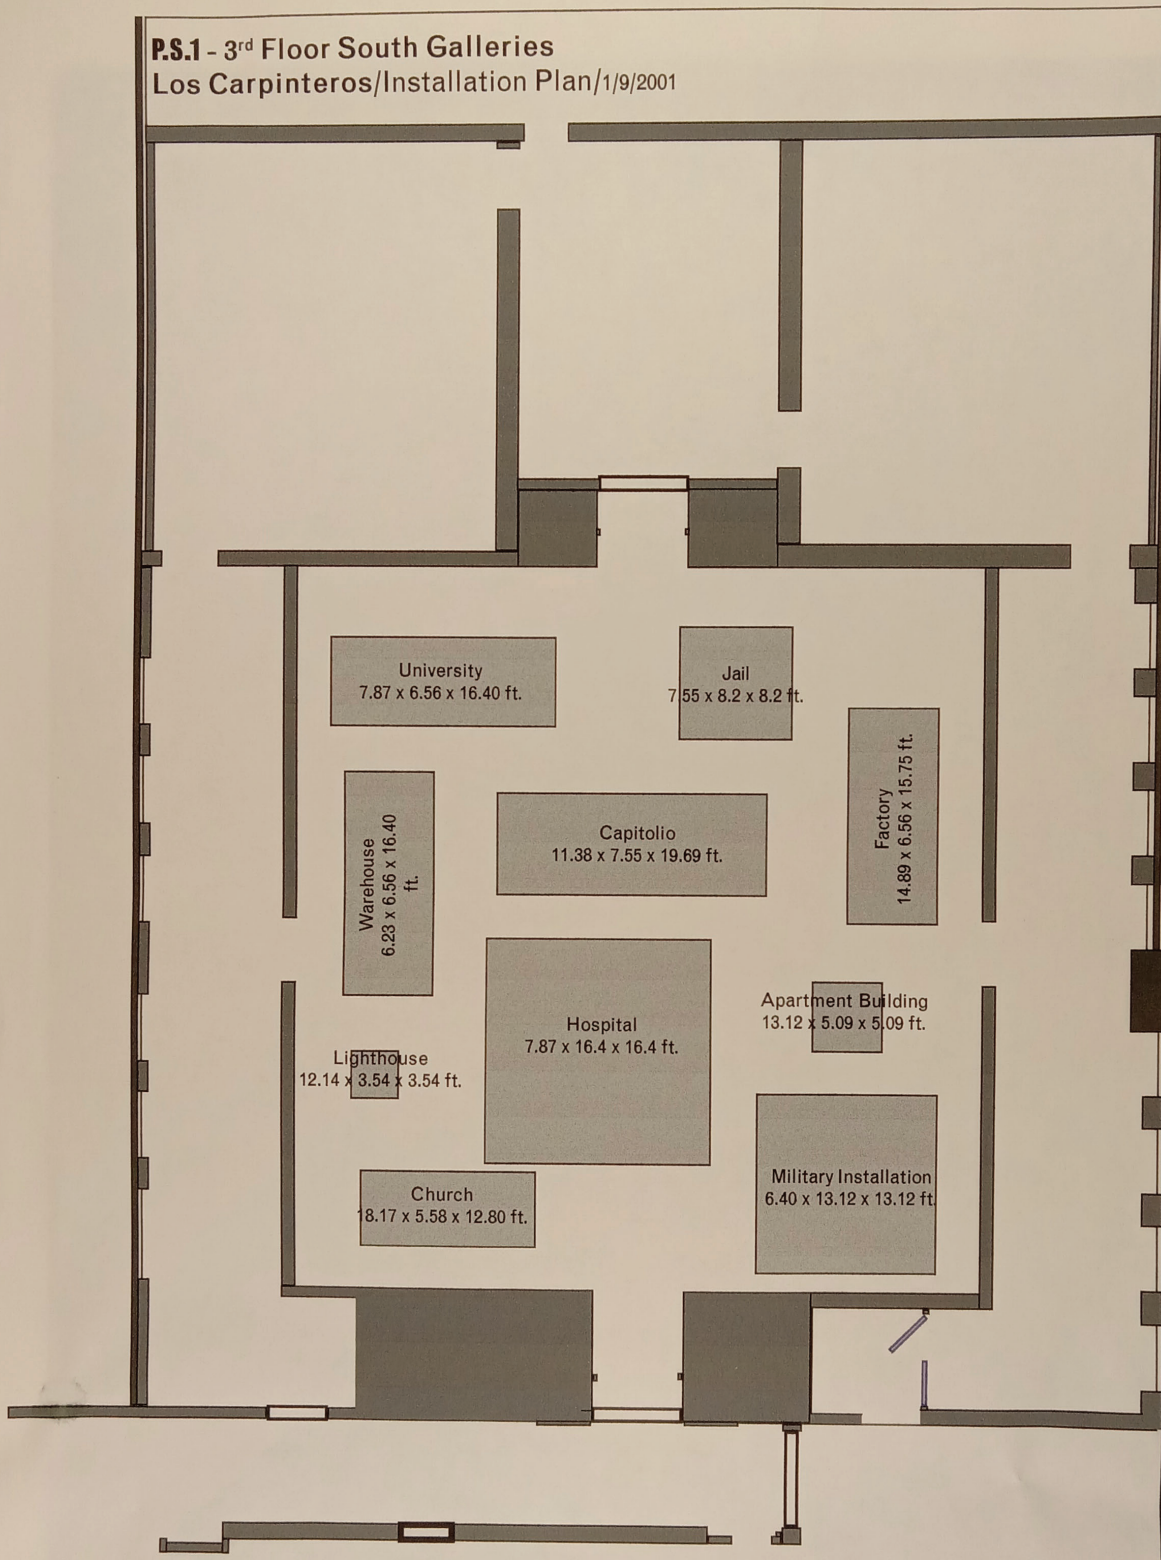 P.S.1 - 3rd Floor South Galleries
Los Carpinteros/Installation Plan/1/9/2001
University
7.87 x 6.56 x 16.40 ft.
Jail
7.55 x 8.2 x 8.2 ft.
Factory
14.89 x 6.56 x 15.75 ft.
Warehouse
6.23 x 6.56 x 16.40
ft.
Capitolio
11.38 x 7.55 x 19.69 ft.
Hospital
7.87 x 16.4 x 16.4 ft.
Apartment Building
13.12 x 5.09 x 5.09 ft.
Lighthouse
12.14 x 3.54 x 3.54 ft.
Church
18.17 x 5.58 x 12.80 ft.
Military Installation
6.40 x 13.12 x 13.12 ft.